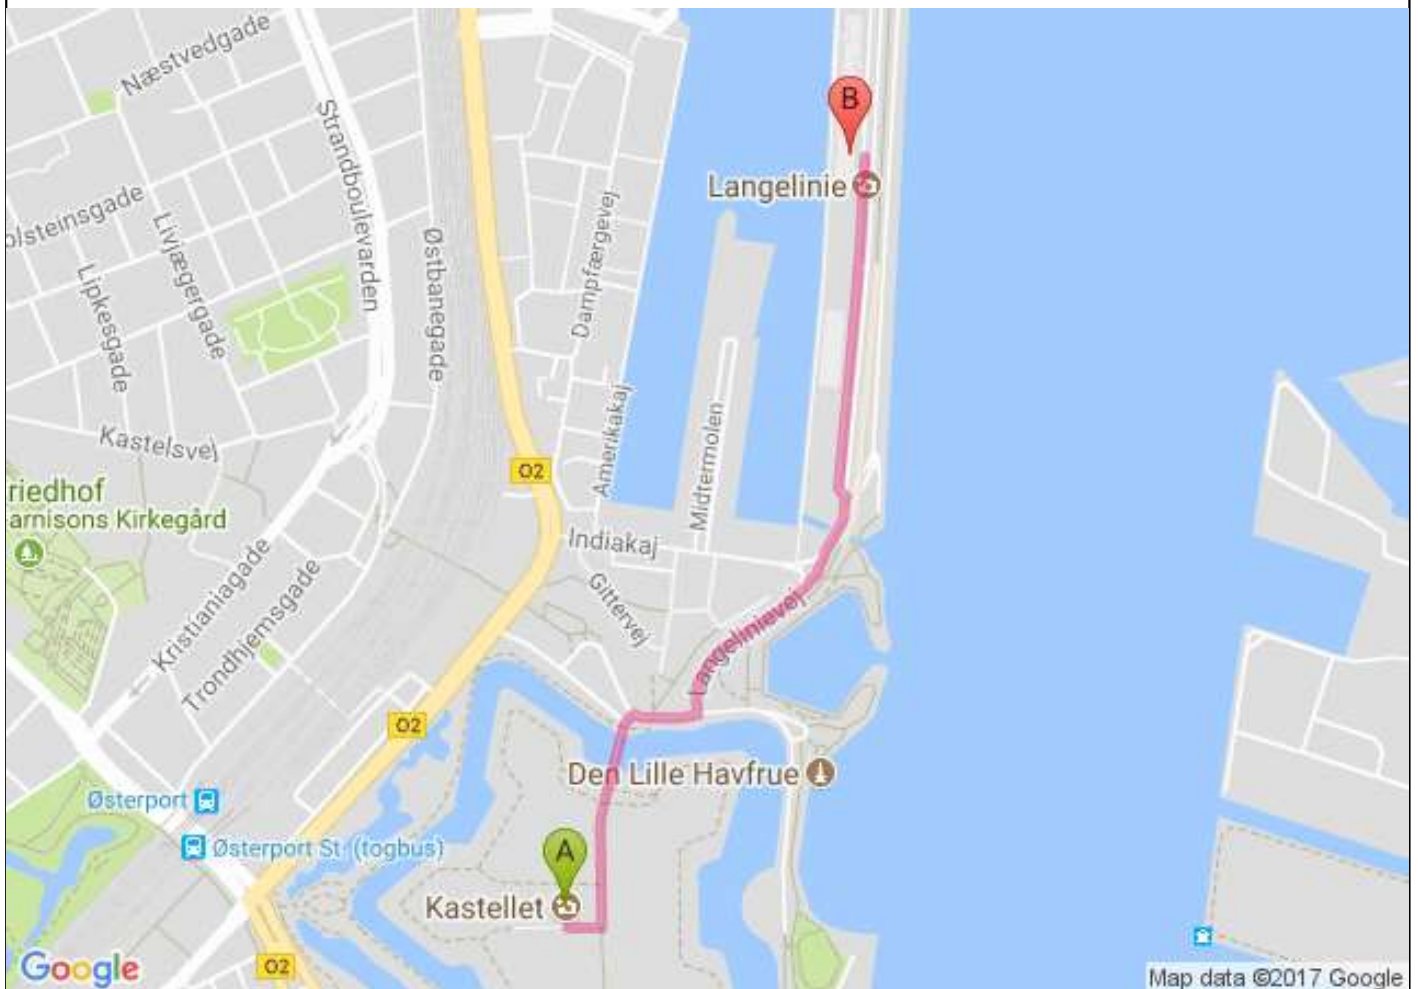 Næstvedgade
Strandboulevarden
B
Langelinie
olsteinsgade
Livjægergade
Lipkesgade
Østbanegade
Dampfærgevej
Kastelsvej
Amerikakaj
Midtermolen
O2
riedhof
arnisons Kirkegård
Indiakaj
Gittervej
Kristianiagade
Trondhjemsgade
Langelinievej
O2
Den Lille Havfrue
Østerport
Østerport St. (togbus)
A
Kastellet
O2
Google
Map data ©2017 Google